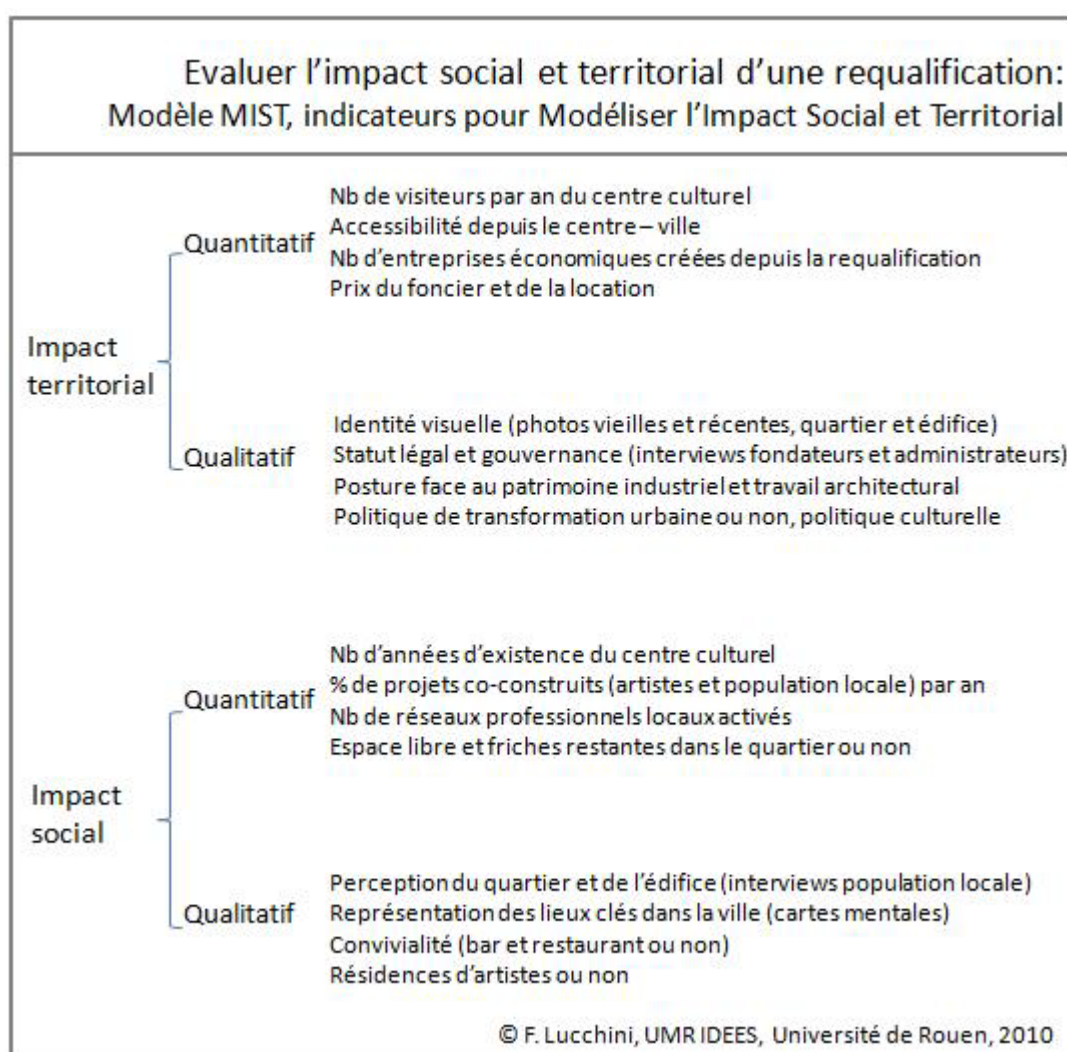 Evaluer l’impact social et territorial d’une requalification:
Modèle MIST, indicateurs pour Modéliser l’Impact Social et Territorial
Impact
territorial
Quantitatif
Nb de visiteurs par an du centre culturel
Accessibilité depuis le centre – ville
Nb d’entreprises économiques créées depuis la requalification
Prix du foncier et de la location
Qualitatif
Identité visuelle (photos vieilles et récentes, quartier et édifice)
Statut légal et gouvernance (interviews fondateurs et administrateurs)
Posture face au patrimoine industriel et travail architectural
Politique de transformation urbaine ou non, politique culturelle
Impact
social
Quantitatif
Nb d’années d’existence du centre culturel
% de projets co-construits (artistes et population locale) par an
Nb de réseaux professionnels locaux activés
Espace libre et friches restantes dans le quartier ou non
Qualitatif
Perception du quartier et de l’édifice (interviews population locale)
Représentation des lieux clés dans la ville (cartes mentales)
Convivialité (bar et restaurant ou non)
Résidences d’artistes ou non
© F. Lucchini, UMR IDEES, Université de Rouen, 2010